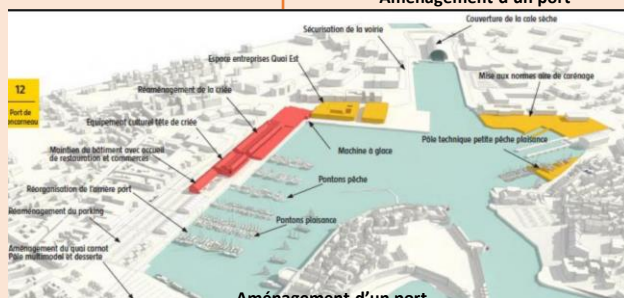 Aménagement d'un port
Couverture de la cale sèche
Sécurisation de la voirie
Espace entreprises Quai Est
Mise aux normes aire de carénage
12
Port de
Réaménagement de la criée
Equipement culturel tête de criée
Machine à glace
Pôle technique petite pêche plaisance
Maintien du bâtiment avec accueil
de restauration et commerces
Pontons pêche
Réorganisation de l'arrière port
Réaménagement du parking
Pontons plaisance
Aménagement du quai carnot
Pôle multimodal et desserte
Aménagement d'un port